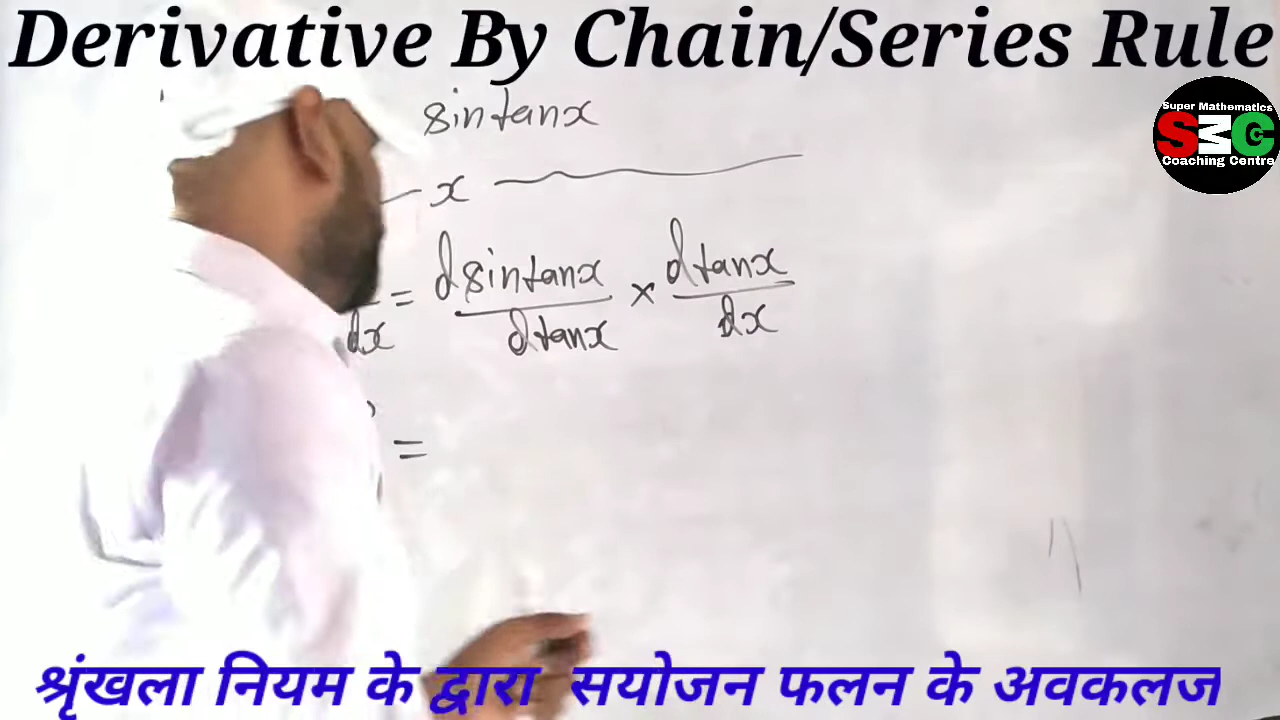 Derivative By Chain/Series Rule
Super Mathematics
SMC
Coaching Centre
sintanx
x
dx = dsintanx/dtanx × dtanx/dx
=
श्रृंखला नियम के द्वारा सयोजन फलन के अवकलज